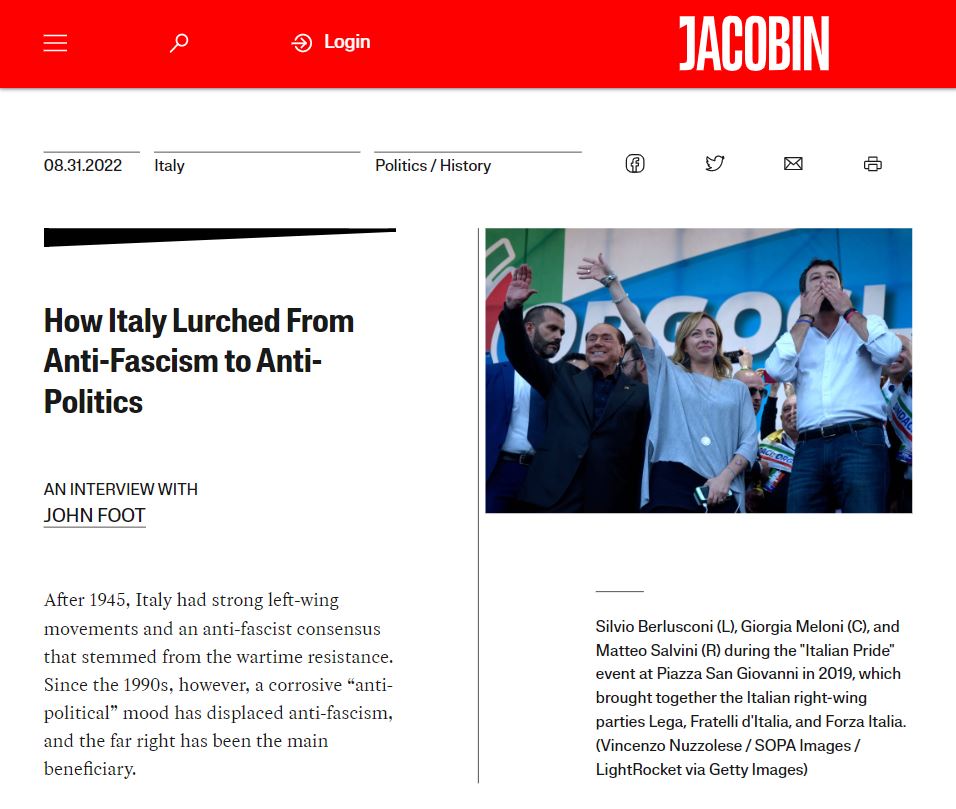 Login
JACOBIN
08.31.2022
Italy
Politics / History
How Italy Lurched From
Anti-Fascism to Anti-
Politics
AN INTERVIEW WITH
JOHN FOOT
After 1945, Italy had strong left-wing
movements and an anti-fascist consensus
that stemmed from the wartime resistance.
Since the 1990s, however, a corrosive “anti-
political” mood has displaced anti-fascism,
and the far right has been the main
beneficiary.
ORGOGL
Silvio Berlusconi (L), Giorgia Meloni (C), and
Matteo Salvini (R) during the "Italian Pride"
event at Piazza San Giovanni in 2019, which
brought together the Italian right-wing
parties Lega, Fratelli d'Italia, and Forza Italia.
(Vincenzo Nuzzolese / SOPA Images /
LightRocket via Getty Images)